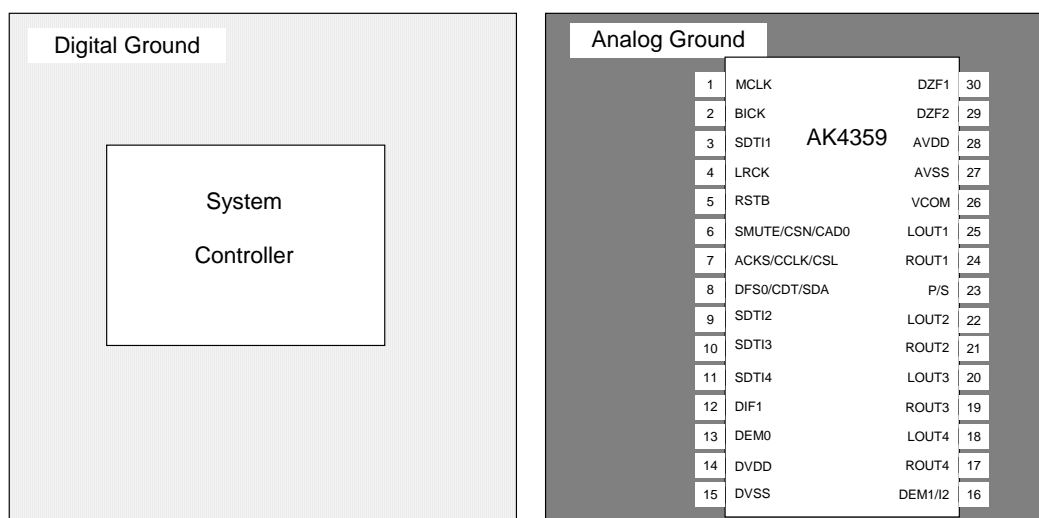 Digital Ground
System
Controller
Analog Ground
AK4359
1 MCLK DZF1 30
2 BICK DZF2 29
3 SDTI1 AVDD 28
4 LRCK AVSS 27
5 RSTB VCOM 26
6 SMUTE/CSN/CAD0 LOUT1 25
7 ACKS/CCLK/CSL ROUT1 24
8 DFS0/CDT/SDA P/S 23
9 SDTI2 LOUT2 22
10 SDTI3 ROUT2 21
11 SDTI4 LOUT3 20
12 DIF1 ROUT3 19
13 DEM0 LOUT4 18
14 DVDD ROUT4 17
15 DVSS DEM1/I2 16